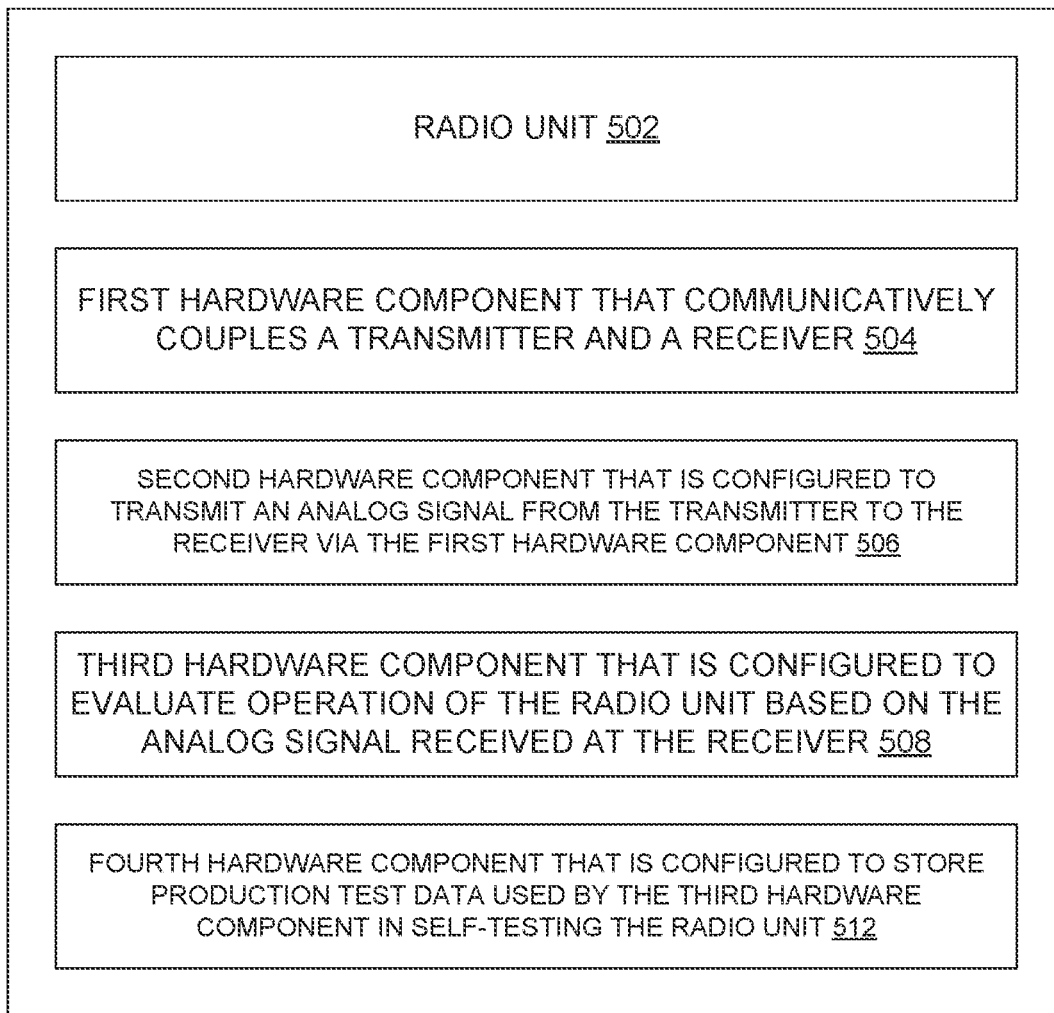 RADIO UNIT 502
FIRST HARDWARE COMPONENT THAT COMMUNICATIVELY
COUPLES A TRANSMITTER AND A RECEIVER 504
SECOND HARDWARE COMPONENT THAT IS CONFIGURED TO
TRANSMIT AN ANALOG SIGNAL FROM THE TRANSMITTER TO THE
RECEIVER VIA THE FIRST HARDWARE COMPONENT 506
THIRD HARDWARE COMPONENT THAT IS CONFIGURED TO
EVALUATE OPERATION OF THE RADIO UNIT BASED ON THE
ANALOG SIGNAL RECEIVED AT THE RECEIVER 508
FOURTH HARDWARE COMPONENT THAT IS CONFIGURED TO STORE
PRODUCTION TEST DATA USED BY THE THIRD HARDWARE
COMPONENT IN SELF-TESTING THE RADIO UNIT 512